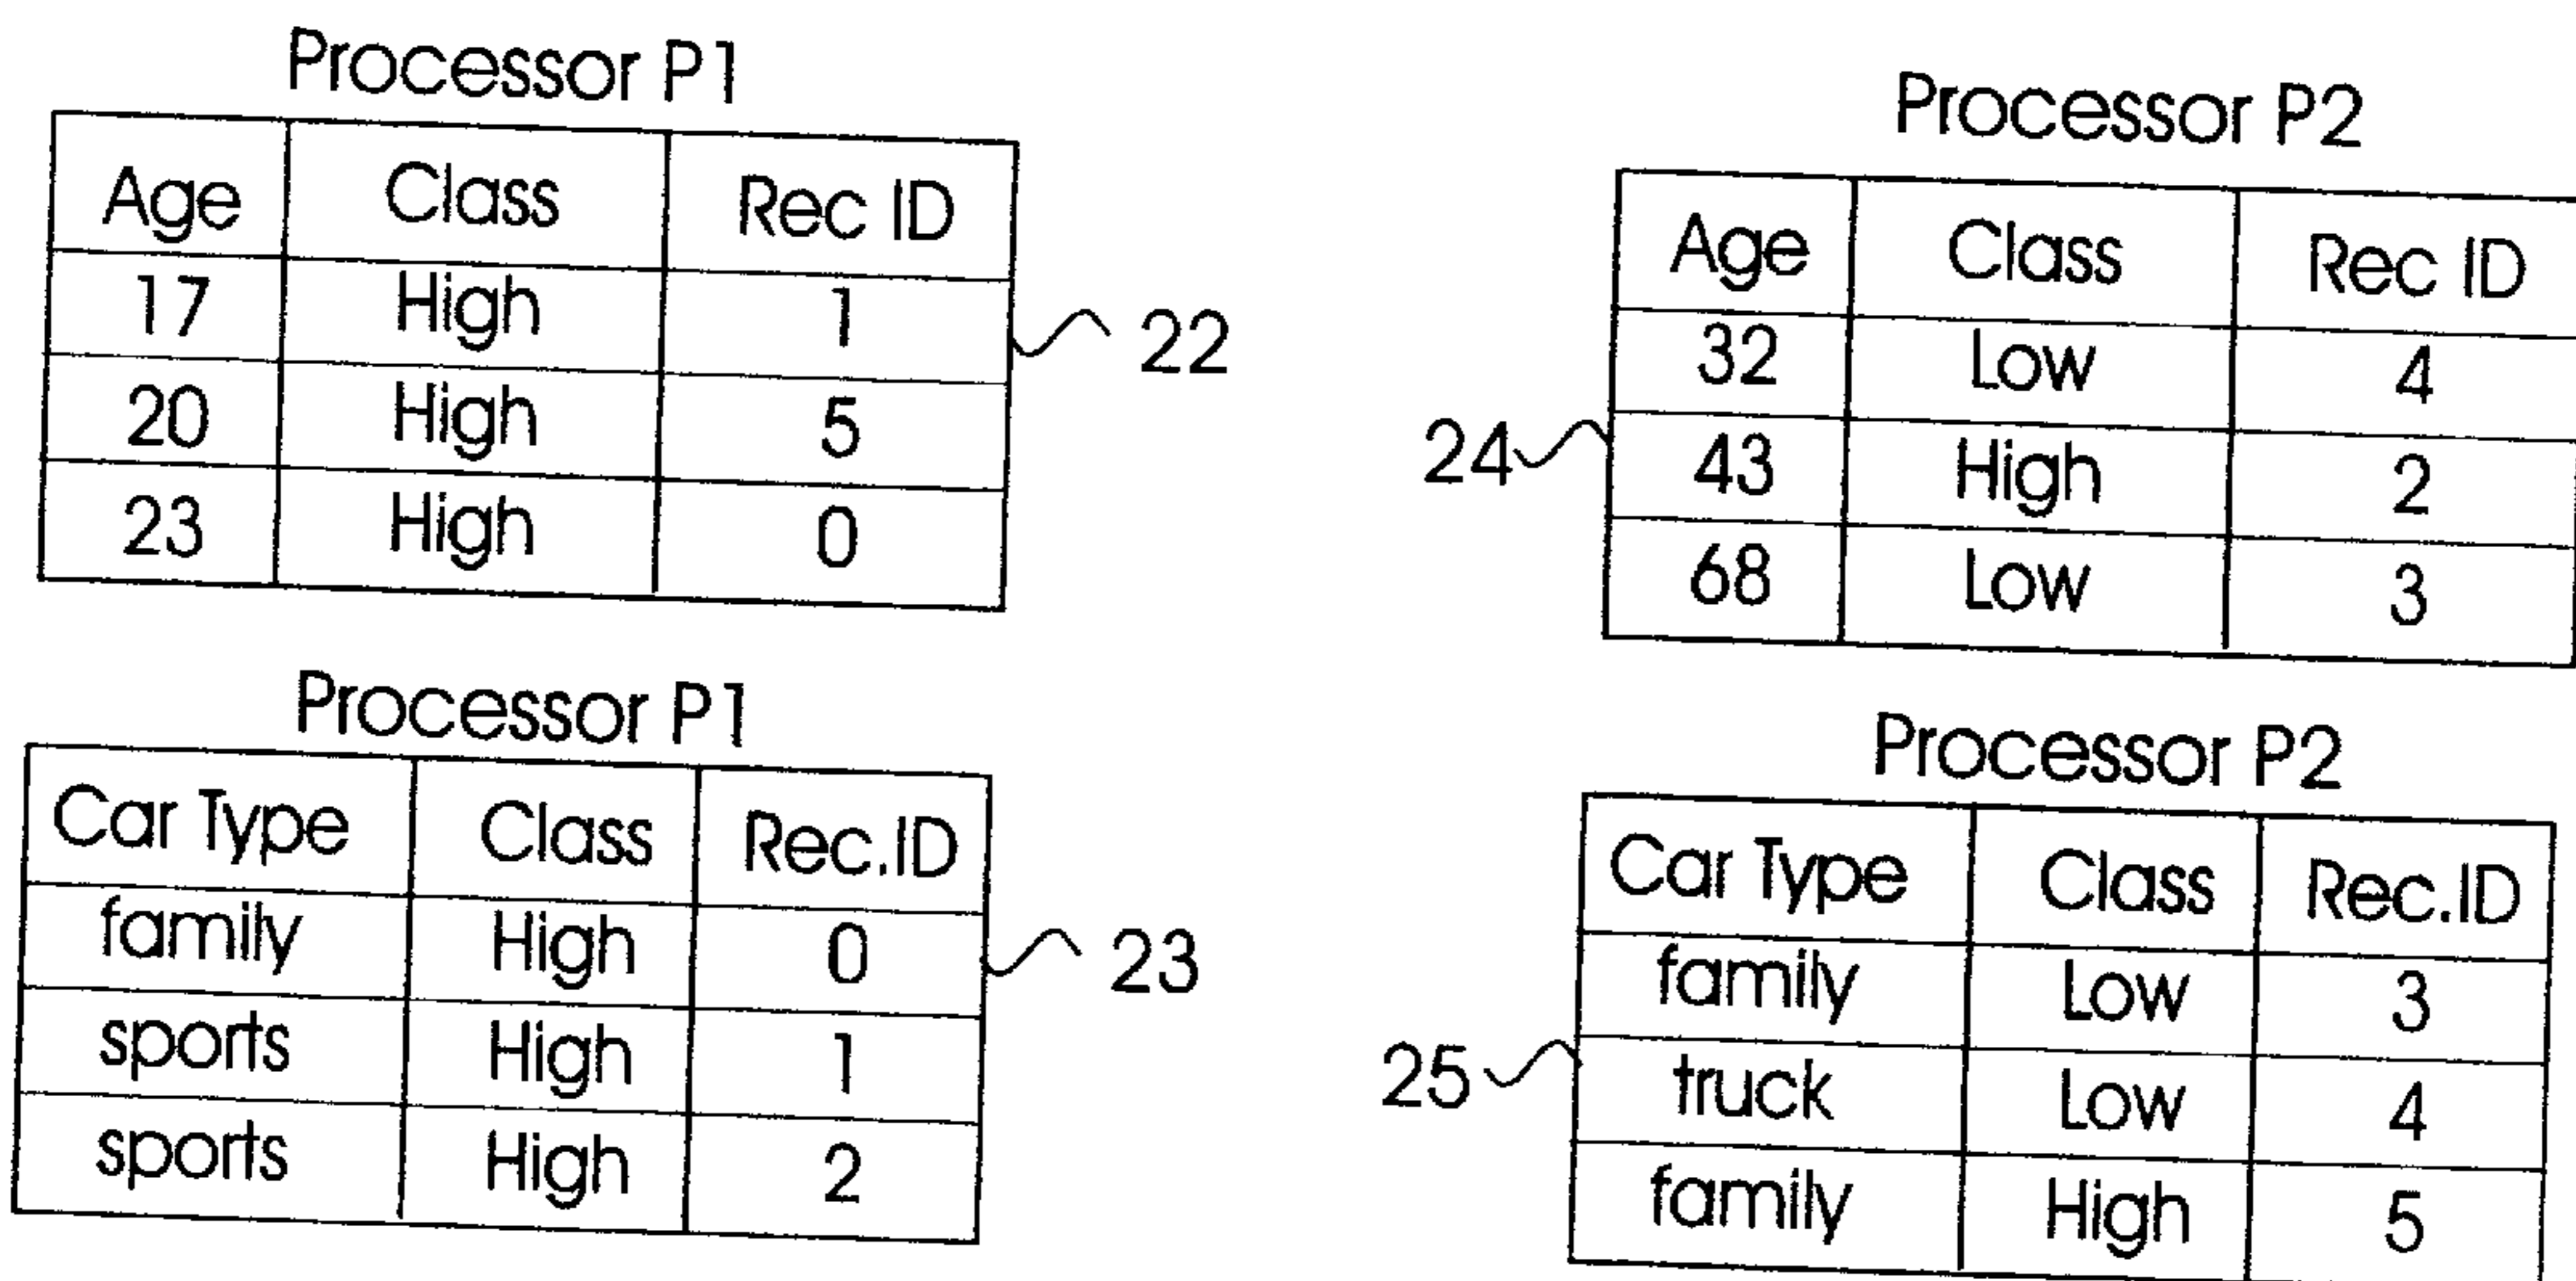 Processor P1
Age Class Rec ID
17 High 1
20 High 5
23 High 0
22
Processor P2
Age Class Rec ID
32 Low 4
43 High 2
68 Low 3
24
Processor P1
Car Type Class Rec.ID
family High 0
sports High 1
sports High 2
23
Processor P2
Car Type Class Rec.ID
family Low 3
truck Low 4
family High 5
25